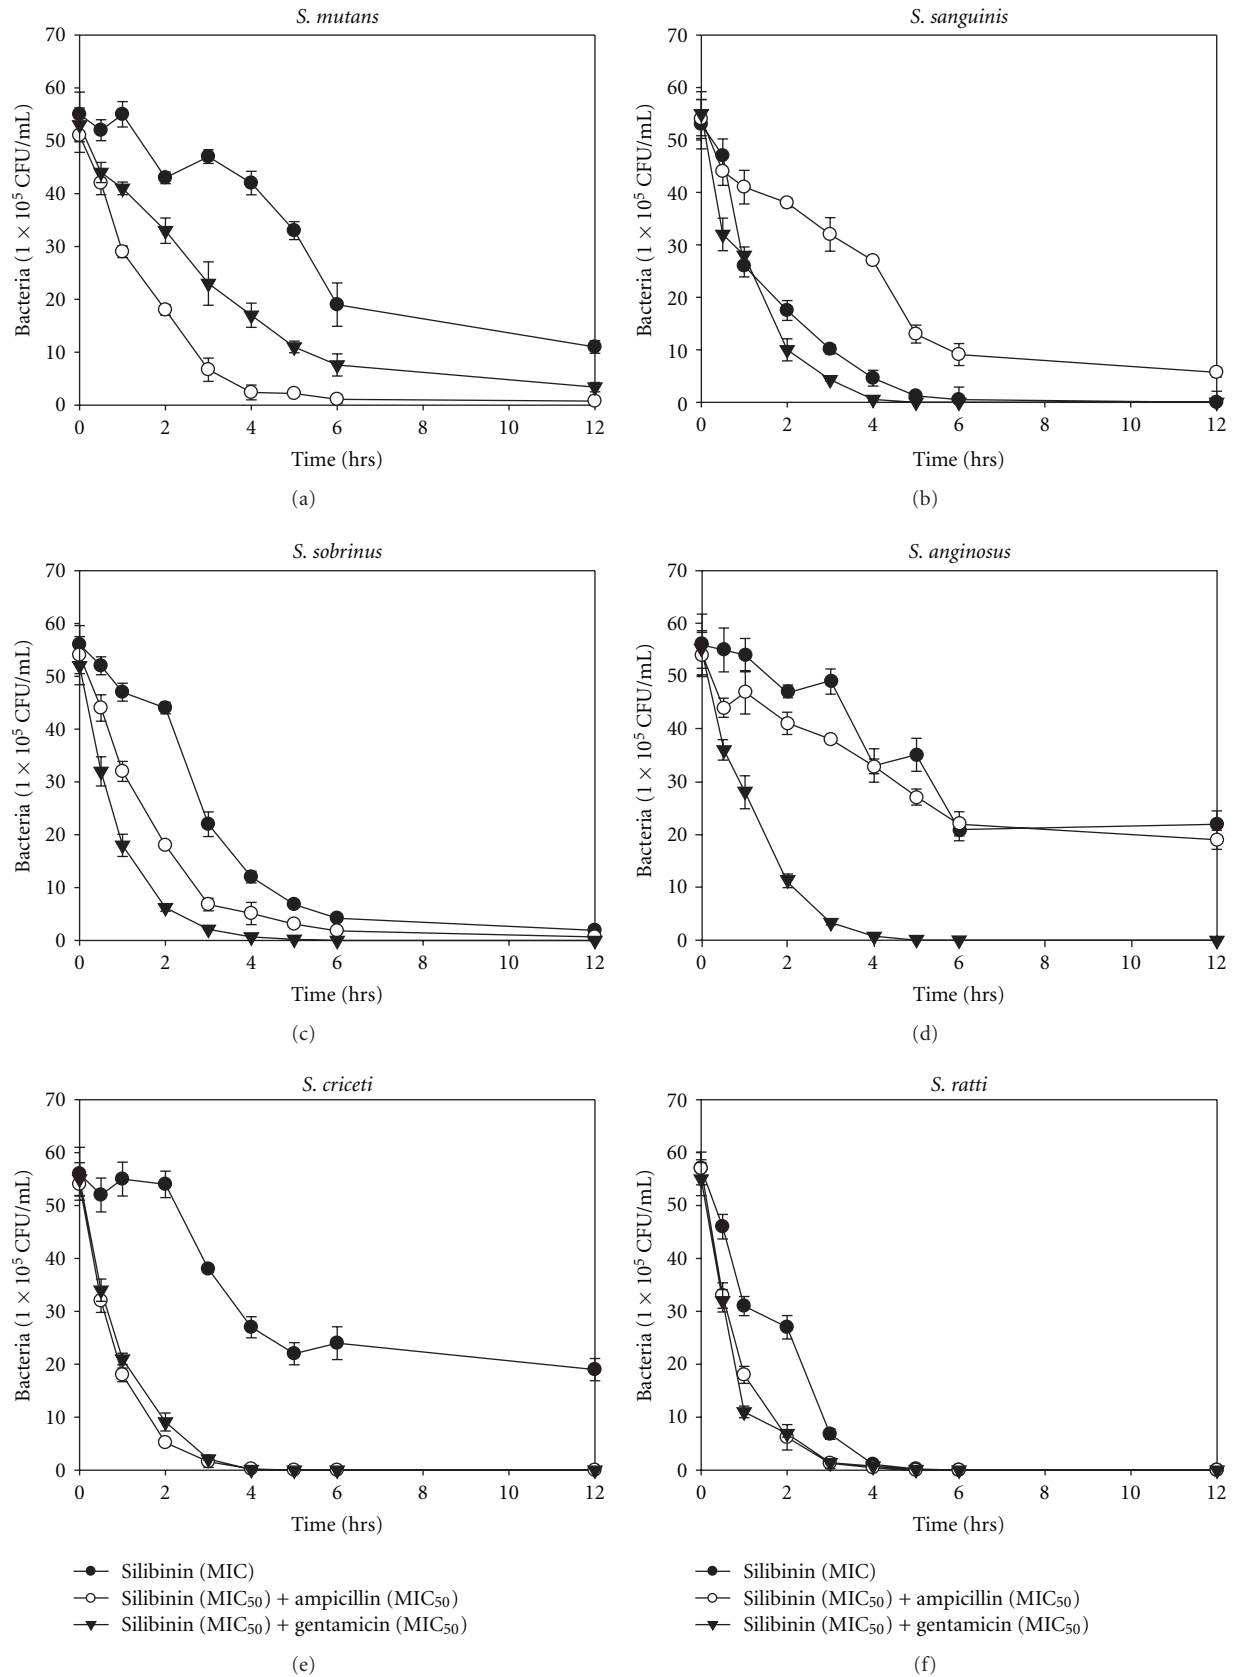 S. mutans
70
60
50
40
30
20
10
0
Bacteria (1 × 10⁵ CFU/mL)
0 2 4 6 8 10 12
Time (hrs)
(a)
S. sanguinis
70
60
50
40
30
20
10
0
Bacteria (1 × 10⁵ CFU/mL)
0 2 4 6 8 10 12
Time (hrs)
(b)
S. sobrinus
70
60
50
40
30
20
10
0
Bacteria (1 × 10⁵ CFU/mL)
0 2 4 6 8 10 12
Time (hrs)
(c)
S. anginosus
70
60
50
40
30
20
10
0
Bacteria (1 × 10⁵ CFU/mL)
0 2 4 6 8 10 12
Time (hrs)
(d)
S. criceti
70
60
50
40
30
20
10
0
Bacteria (1 × 10⁵ CFU/mL)
0 2 4 6 8 10 12
Time (hrs)
Silibinin (MIC)
Silibinin (MIC₅₀) + ampicillin (MIC₅₀)
Silibinin (MIC₅₀) + gentamicin (MIC₅₀)
(e)
S. ratti
70
60
50
40
30
20
10
0
Bacteria (1 × 10⁵ CFU/mL)
0 2 4 6 8 10 12
Time (hrs)
Silibinin (MIC)
Silibinin (MIC₅₀) + ampicillin (MIC₅₀)
Silibinin (MIC₅₀) + gentamicin (MIC₅₀)
(f)